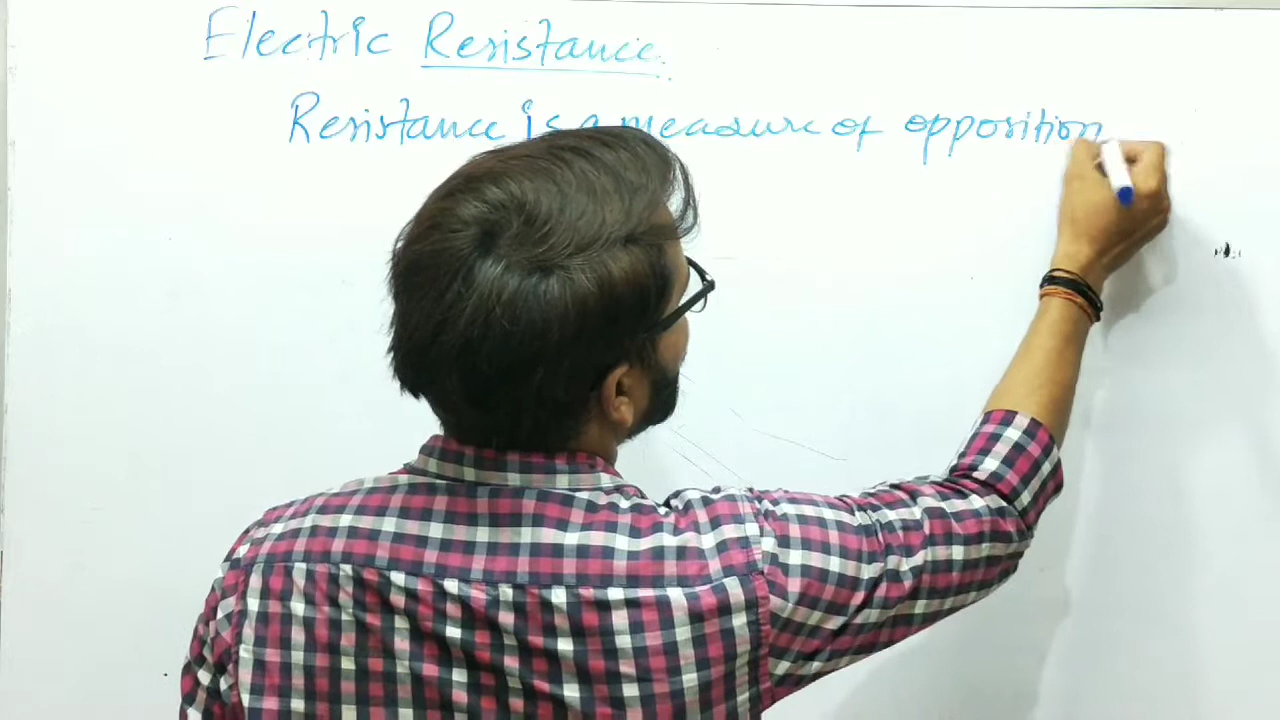 Electric Resistance.
Resistance is a measure of opposition